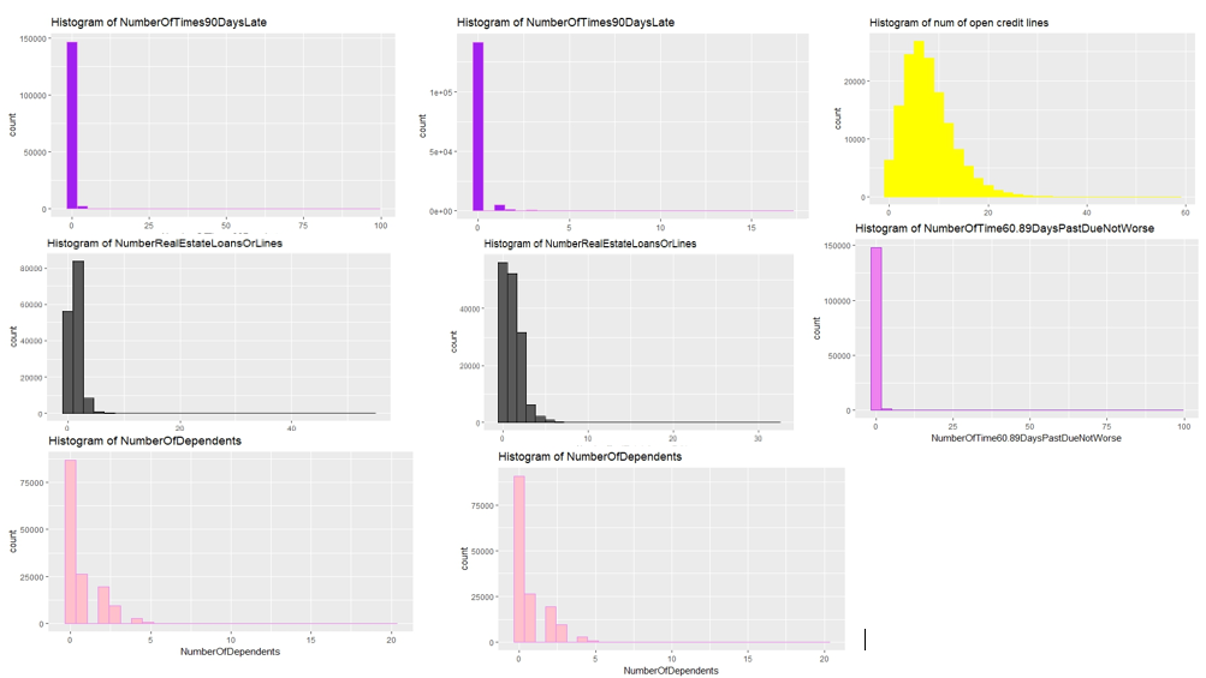 Histogram of NumberOfTimes90DaysLate
150000
100000
50000
0
count
0 25 50 75 100
Histogram of NumberOfTimes90DaysLate
1e+05
5e+04
0e+00
count
0 5 10 15
Histogram of num of open credit lines
20000
10000
0
count
0 20 40 60
Histogram of NumberRealEstateLoansOrLines
80000
60000
40000
20000
0
count
0 20 40
Histogram of NumberRealEstateLoansOrLines
40000
20000
0
count
0 10 20 30
Histogram of NumberOfTime60.89DaysPastDueNotWorse
150000
100000
50000
0
count
0 25 50 75 100
NumberOfTime60.89DaysPastDueNotWorse
Histogram of NumberOfDependents
75000
50000
25000
0
count
0 5 10 15 20
NumberOfDependents
Histogram of NumberOfDependents
75000
50000
25000
0
count
0 5 10 15 20
NumberOfDependents